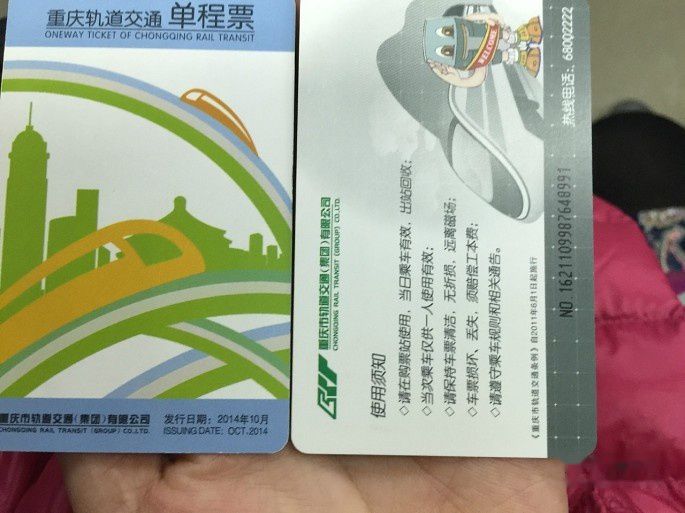 重庆轨道交通 单程票
ONEWAY TICKET OF CHONGQING RAIL TRANSIT
重庆市轨道交通(集团)有限公司
CHONGQING RAIL TRANSIT (GROUP) CO.,LTD.
发行日期：2014年10月
ISSUING DATE: OCT.2014
WELCOME
重庆市轨道交通(集团)有限公司
CHONGQING RAIL TRANSIT (GROUP) CO.,LTD.
使用须知
◇请在购票站使用，当日乘车有效，出站回收；
◇当次乘车仅供一人使用有效；
◇请保持车票清洁，无折损，远离磁场；
◇车票损坏、丢失，须赔偿工本费；
◇请遵守乘车规则和相关通告。
《重庆市轨道交通条例》自2011年6月1日起施行
NO 1621109987648991
热线电话：68002222